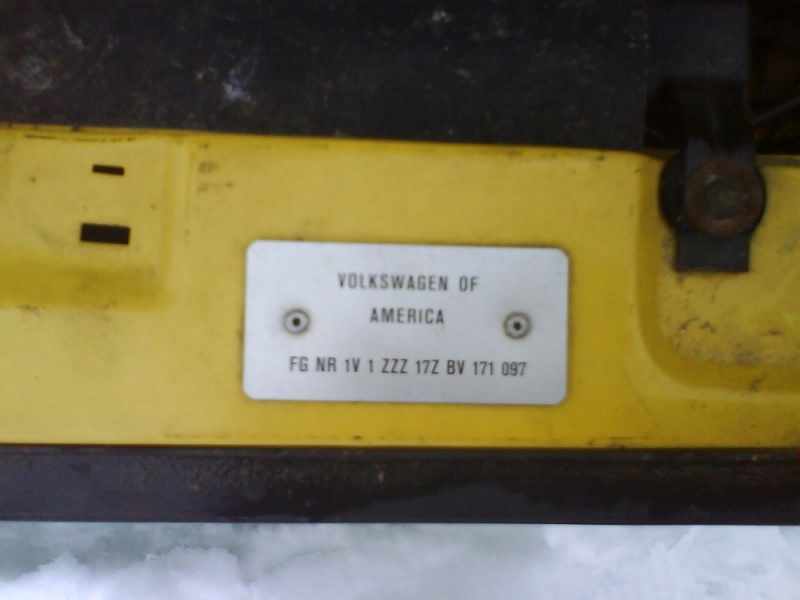 VOLKSWAGEN OF
AMERICA
FG NR 1V 1 ZZZ 17Z BV 171 097